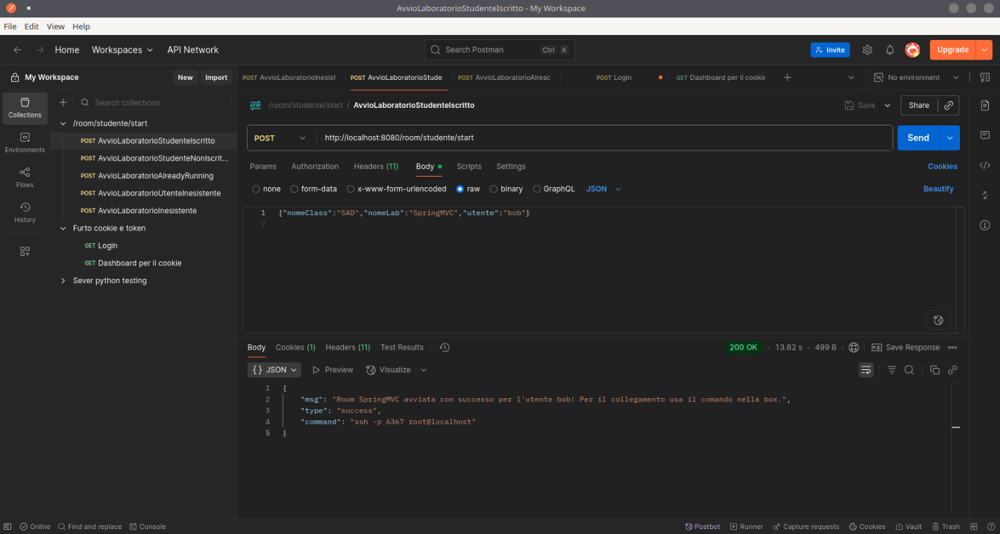 AvvioLaboratorioStudenteIscritto - My Workspace
File Edit View Help
Home Workspaces API Network Search Postman Ctrl K Invite Upgrade
My Workspace New Import
POST AvvioLaboratorioInesist POST AvvioLaboratorioStude POST AvvioLaboratorioAlreac POST Login GET Dashboard per il cookie No environment
Collections
Environments
Flows
History
Search collections
/room/studente/start
POST AvvioLaboratorioStudenteIscritto
POST AvvioLaboratorioStudenteNonIscrit...
POST AvvioLaboratorioAlreadyRunning
POST AvvioLaboratorioUtenteInesistente
POST AvvioLaboratorioInesistente
Furto cookie e token
GET Login
GET Dashboard per il cookie
Sever python testing
HTTP /room/studente/start / AvvioLaboratorioStudenteIscritto Save Share
POST http://localhost:8080/room/studente/start Send
Params Authorization Headers (11) Body Scripts Settings Cookies
none form-data x-www-form-urlencoded raw binary GraphQL JSON Beautify
1 {"nomeClass":"SAD","nomeLab":"SpringMVC","utente":"bob"}
2
Body Cookies (1) Headers (11) Test Results 200 OK • 13.62 s • 499 B e.g. Save Response
{} JSON Preview Visualize
1 {
2 "msg": "Room SpringMVC avviata con successo per l'utente bob! Per il collegamento usa il comando nella box.",
3 "type": "success",
4 "command": "ssh -p 6367 root@localhost"
5 }
Online Find and replace Console Postbot Runner Capture requests Cookies Vault Trash